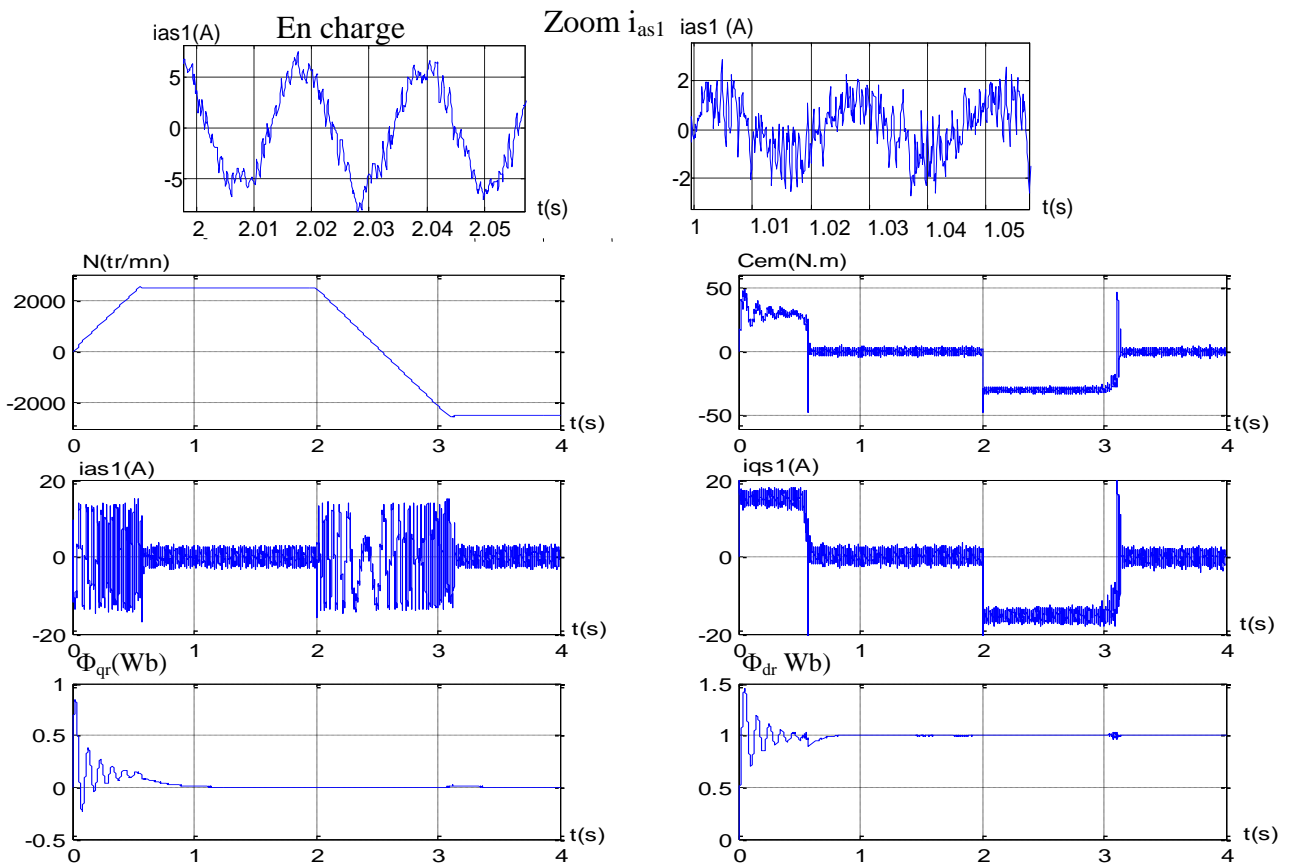 En charge Zoom ias1
ias1(A) ias1 (A)
5 2
0 0
-5 -2
t(s) t(s)
2 2.01 2.02 2.03 2.04 2.05 1 1.01 1.02 1.03 1.04 1.05
N(tr/mn) Cem(N.m)
2000 50
0 0
-2000 -50
t(s) t(s)
0 1 2 3 4 0 1 2 3 4
ias1(A) iqs1(A)
20 20
0 0
-20 -20
t(s) t(s)
0 1 2 3 4 0 1 2 3 4
Φqr(Wb) Φdr Wb)
1 1.5
0.5 1
0 0.5
-0.5 0
t(s) t(s)
0 1 2 3 4 0 1 2 3 4